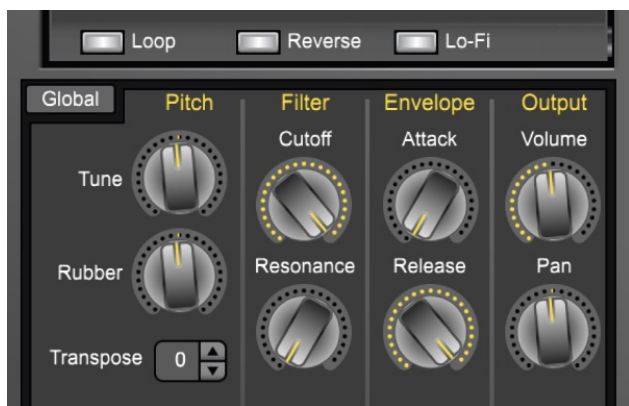 Loop Reverse Lo-Fi
Global Pitch Filter Envelope Output
Cutoff Attack Volume
Tune
Rubber Resonance Release Pan
Transpose 0